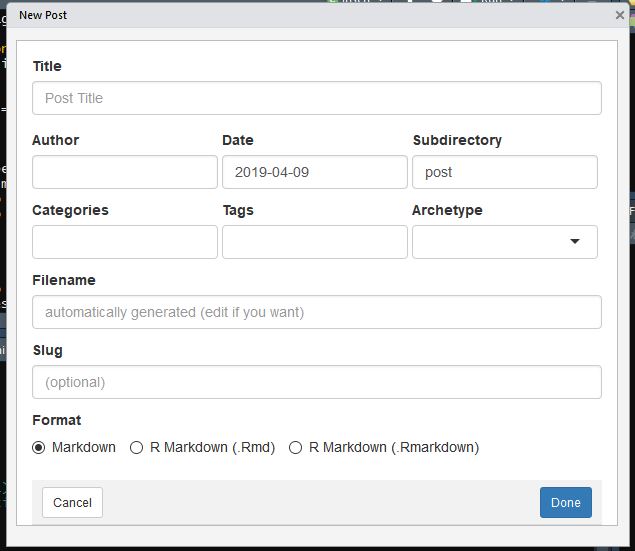 New Post
Title
Post Title
Author Date Subdirectory
2019-04-09 post
Categories Tags Archetype
Filename
automatically generated (edit if you want)
Slug
(optional)
Format
Markdown R Markdown (.Rmd) R Markdown (.Rmarkdown)
Cancel Done